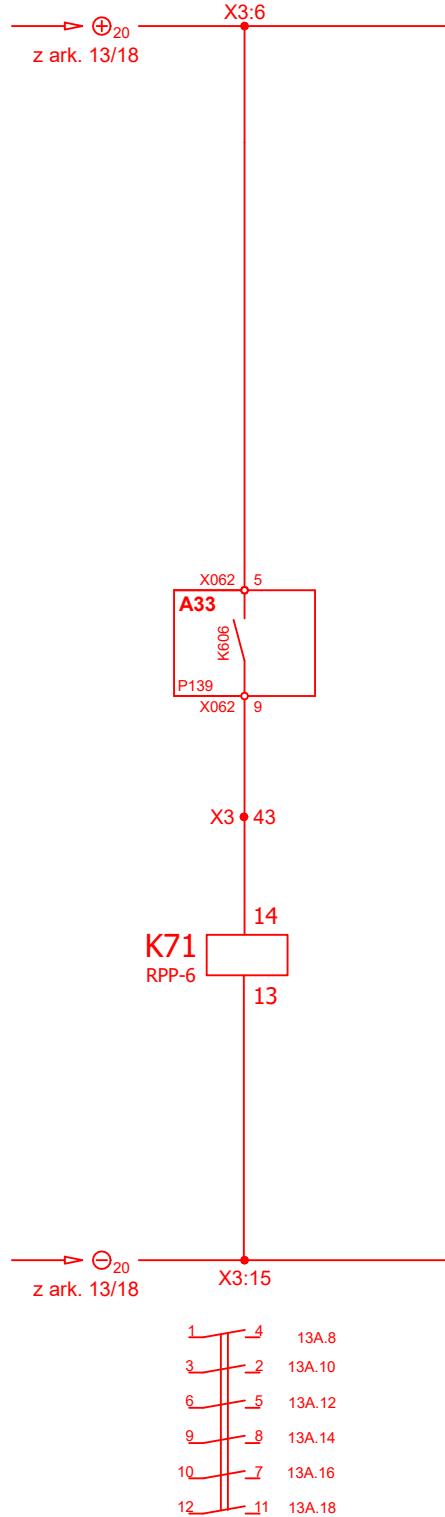 X3:6
+20
z ark. 13/18
X062 5
A33
K606
P139
X062 9
X3 43
14
K71
RPP-6
13
−20
z ark. 13/18
X3:15
1 4 13A.8
3 2 13A.10
6 5 13A.12
9 8 13A.14
10 7 13A.16
12 11 13A.18